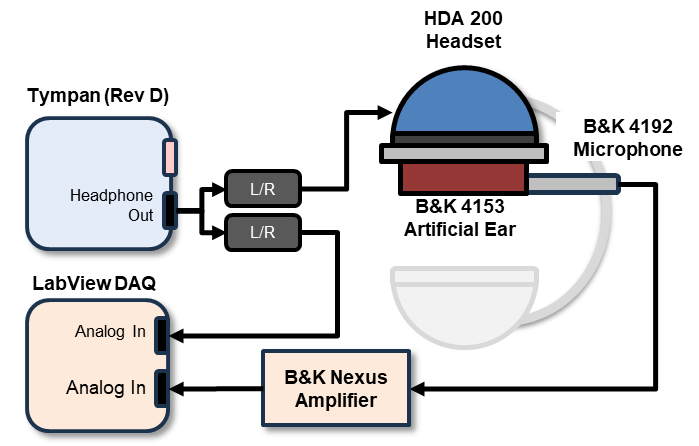 HDA 200
Headset
Tympan (Rev D)
B&K 4192
Microphone
Headphone
Out
L/R
L/R
B&K 4153
Artificial Ear
LabView DAQ
Analog In
Analog In
B&K Nexus
Amplifier